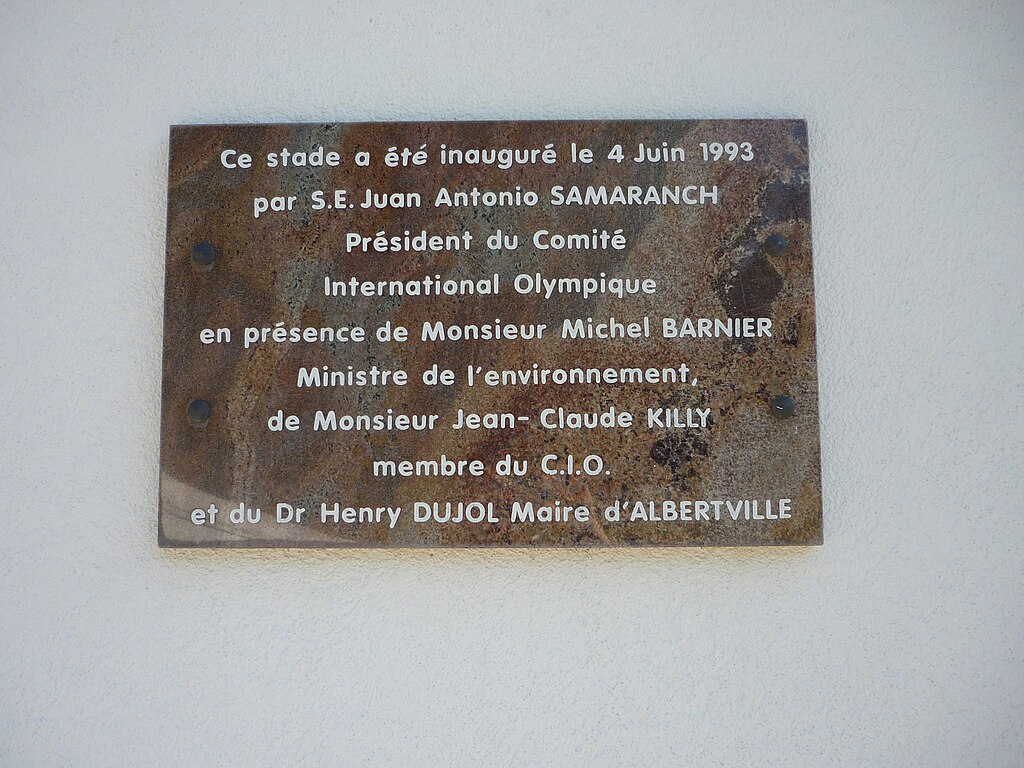 Ce stade a été inauguré le 4 Juin 1993
par S.E. Juan Antonio SAMARANCH
Président du Comité
International Olympique
en présence de Monsieur Michel BARNIER
Ministre de l'environnement,
de Monsieur Jean-Claude KILLY
membre du C.I.O.
et du Dr Henry DUJOL Maire d'ALBERTVILLE